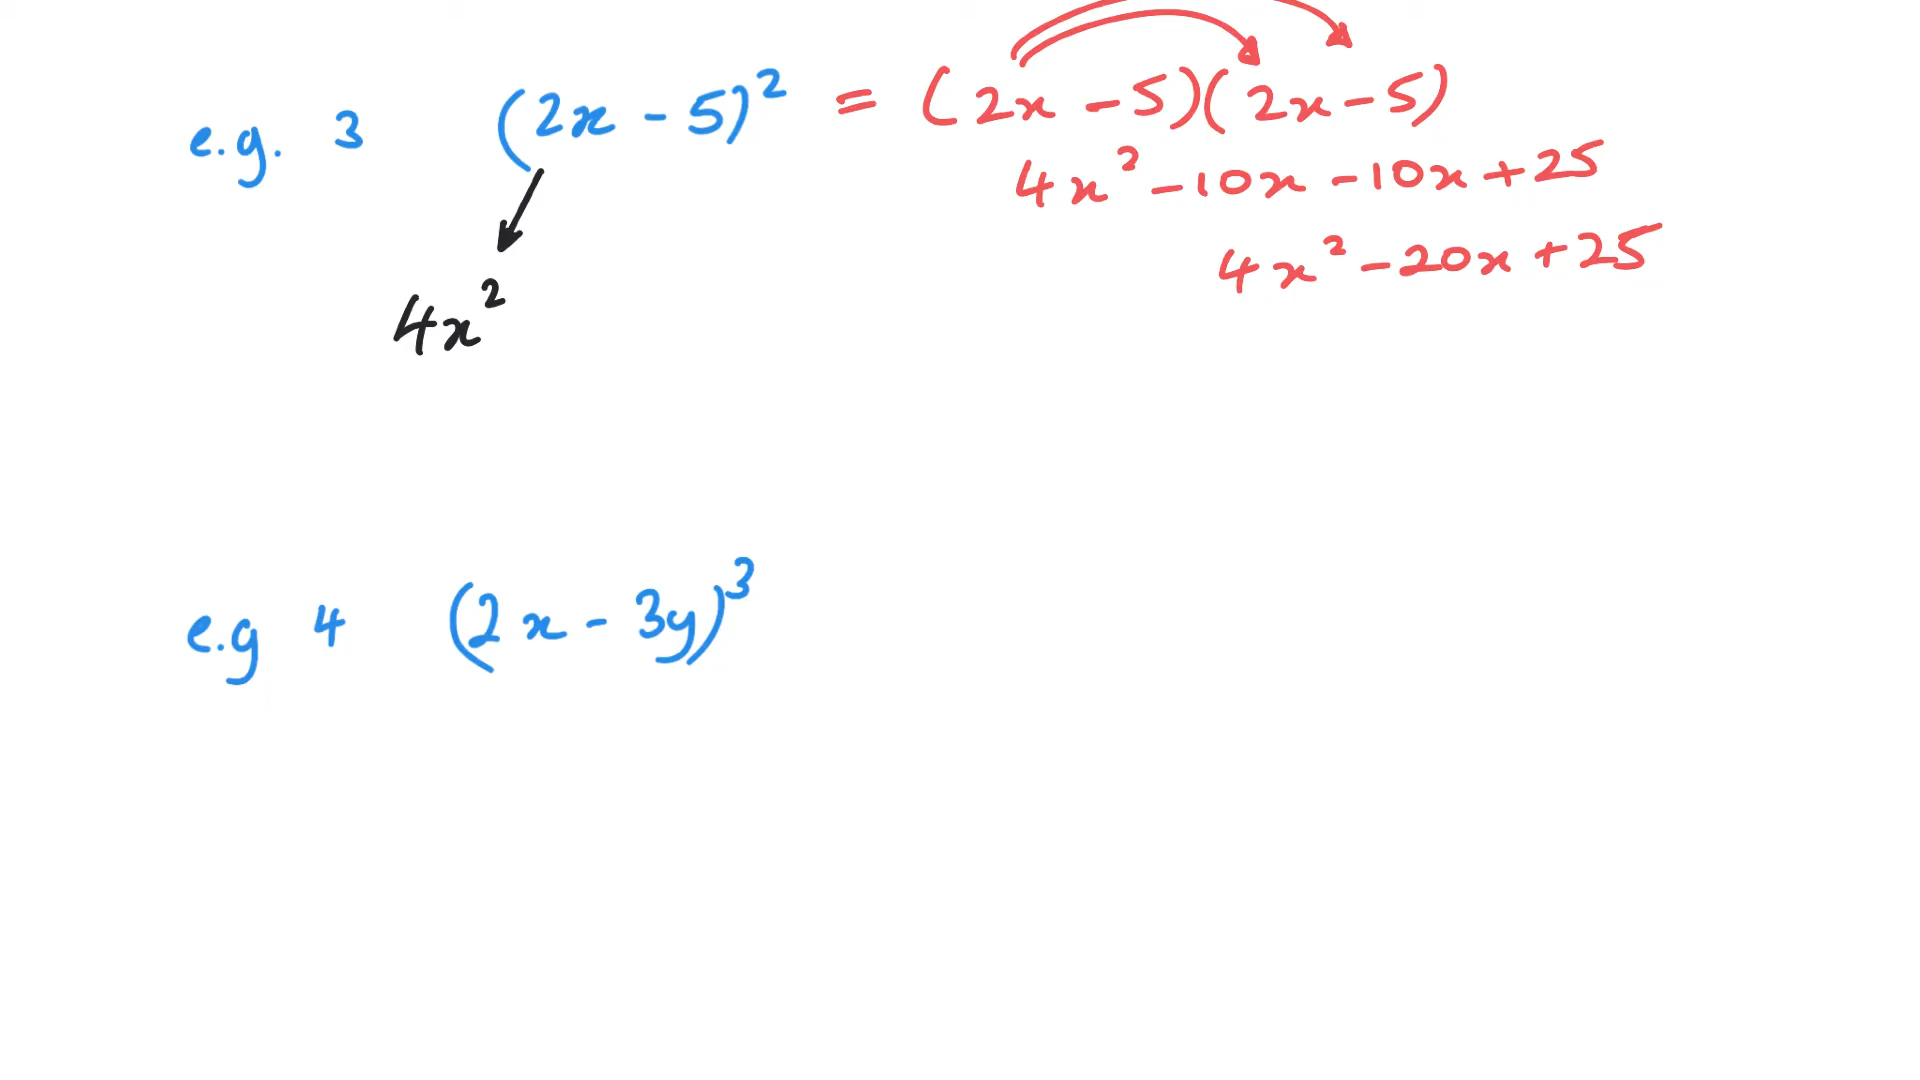 e.g. 3 (2x - 5)² = (2x - 5)(2x - 5)
4x² - 10x - 10x + 25
4x² - 20x + 25
4x²
e.g 4 (2x - 3y)³